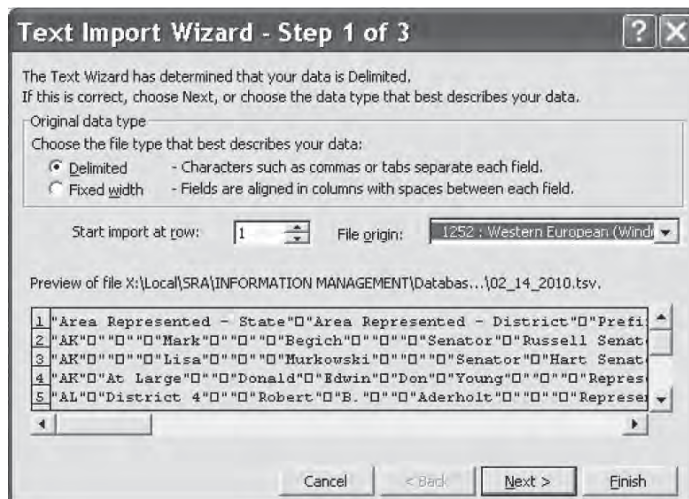 Text Import Wizard - Step 1 of 3
The Text Wizard has determined that your data is Delimited.
If this is correct, choose Next, or choose the data type that best describes your data.
Original data type
Choose the file type that best describes your data:
Delimited - Characters such as commas or tabs separate each field.
Fixed width - Fields are aligned in columns with spaces between each field.
Start import at row: 1 File origin: 1252 : Western European (Wind
Preview of file X:\Local\SRA\INFORMATION MANAGEMENT\Databas...\02_14_2010.tsv.
1 "Area Represented - State"□"Area Represented - District"□"Prefi
2 "AK"□""□""□"Mark"□""□"Begich"□""□"Senator"□"Russell Senat
3 "AK"□""□""□"Lisa"□""□"Murkowski"□""□"Senator"□"Hart Senat
4 "AK"□"At Large"□""□"Donald"□"Edwin"□"Don"□"Young"□""□"Repres
5 "AL"□"District 4"□""□"Robert"□"B."□""□"Aderholt"□""□""□"Represe
Cancel < Back Next > Finish